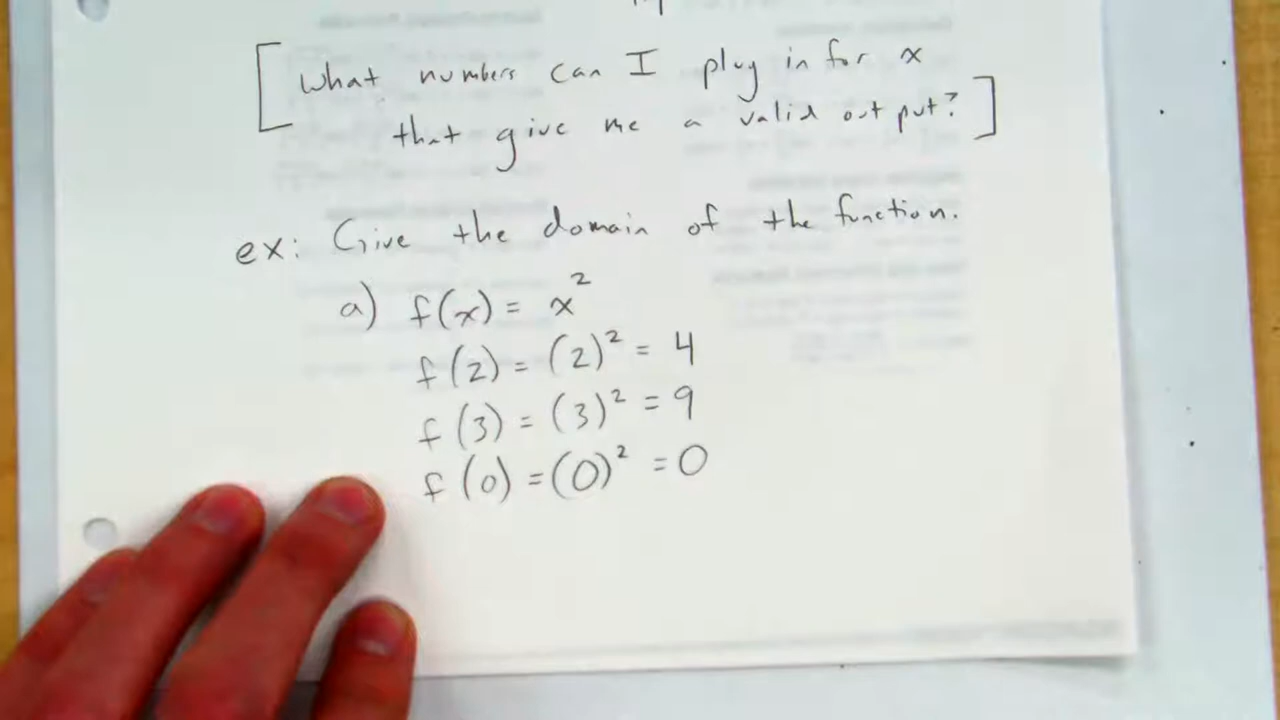 [What numbers can I plug in for x
that give me a valid output?]
ex: Give the domain of the function.
a) f(x) = x²
f(2) = (2)² = 4
f(3) = (3)² = 9
f(0) = (0)² = 0